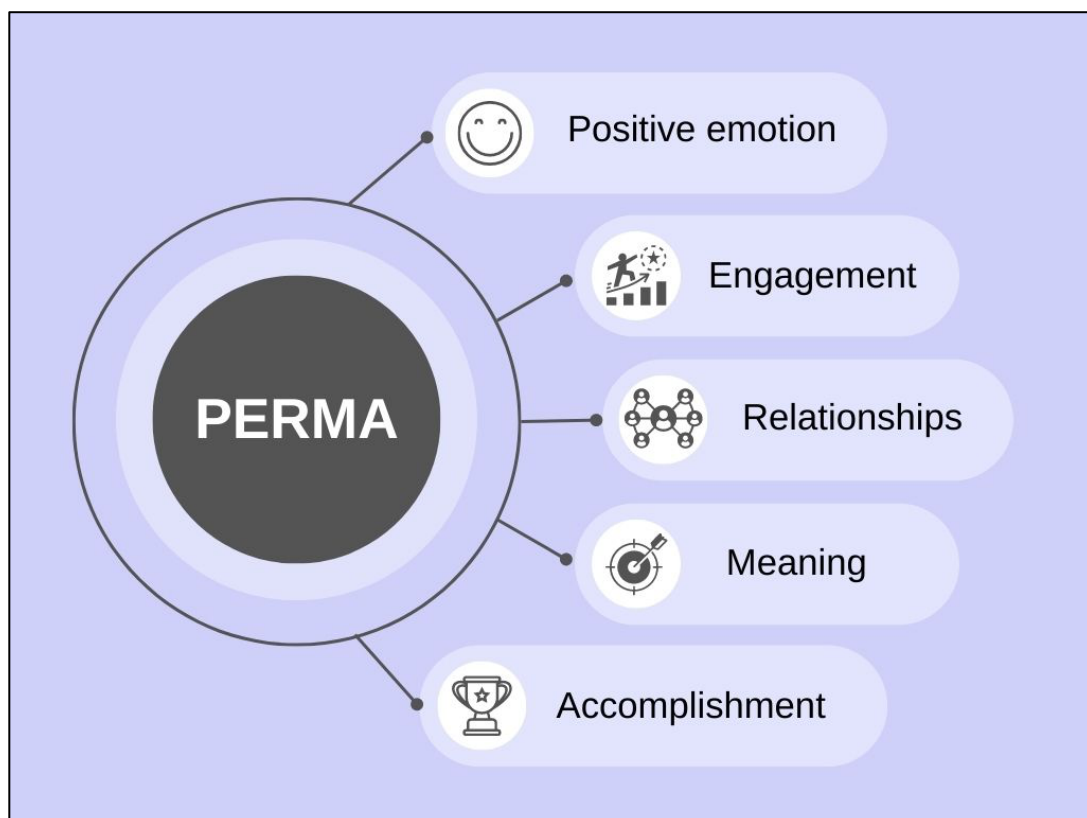 Positive emotion
Engagement
PERMA
Relationships
Meaning
Accomplishment